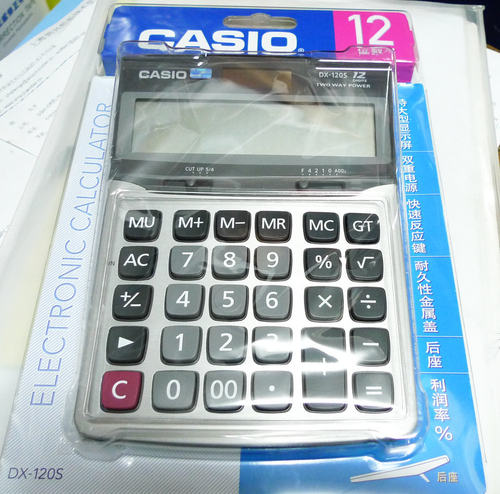 CASIO®
12
位数
CASIO
DX-120S 12
DIGITS
TWO WAY POWER
CUT UP 5/4
F 4 2 1 0 ADD₂
MU M+ M− MR MC GT
AC 7 8 9 % √
+/− 4 5 6 × ÷
▶ 1 2 3 + −
C 0 00 · =
ELECTRONIC CALCULATOR
特大型显示屏
双重电源
快速反应键
耐久性金属盖
后座
利润率%
DX-120S
后座